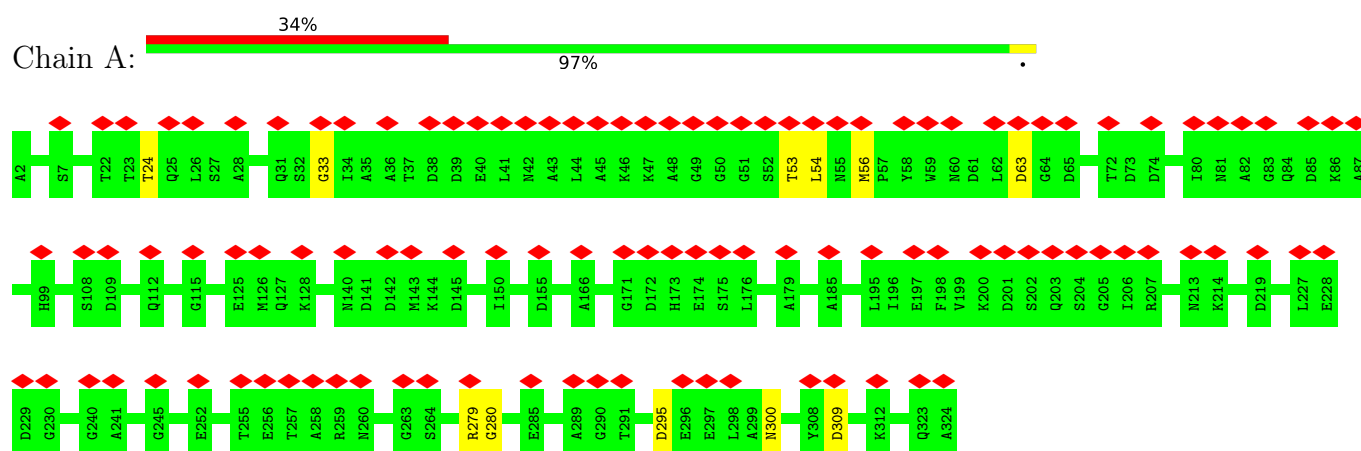 34%
Chain A:
97%
.
A2 S7 T22 T23 T24 Q25 L26 S27 A28 Q31 S32 G33 I34 A35 A36 T37 D38 D39 E40 L41 N42 A43 L44 A45 K46 K47 A48 G49 G50 G51 S52 T53 L54 N55 M56 P57 Y58 W59 N60 D61 L62 D63 G64 D65 T72 D73 D74 I80 N81 A82 G83 Q84 D85 K86 A87
H99 S108 D109 Q112 G115 E125 M126 Q127 K128 N140 D141 D142 M143 K144 D145 I150 D155 A166 G171 D172 H173 E174 S175 L176 A179 A185 L195 I196 E197 F198 V199 K200 D201 S202 Q203 S204 G205 I206 R207 N213 K214 D219 L227 E228
D229 G230 G240 A241 G245 E252 T255 E256 T257 A258 R259 N260 G263 S264 R279 G280 E285 A289 G290 T291 D295 E296 E297 L298 A299 N300 Y308 D309 K312 Q323 A324